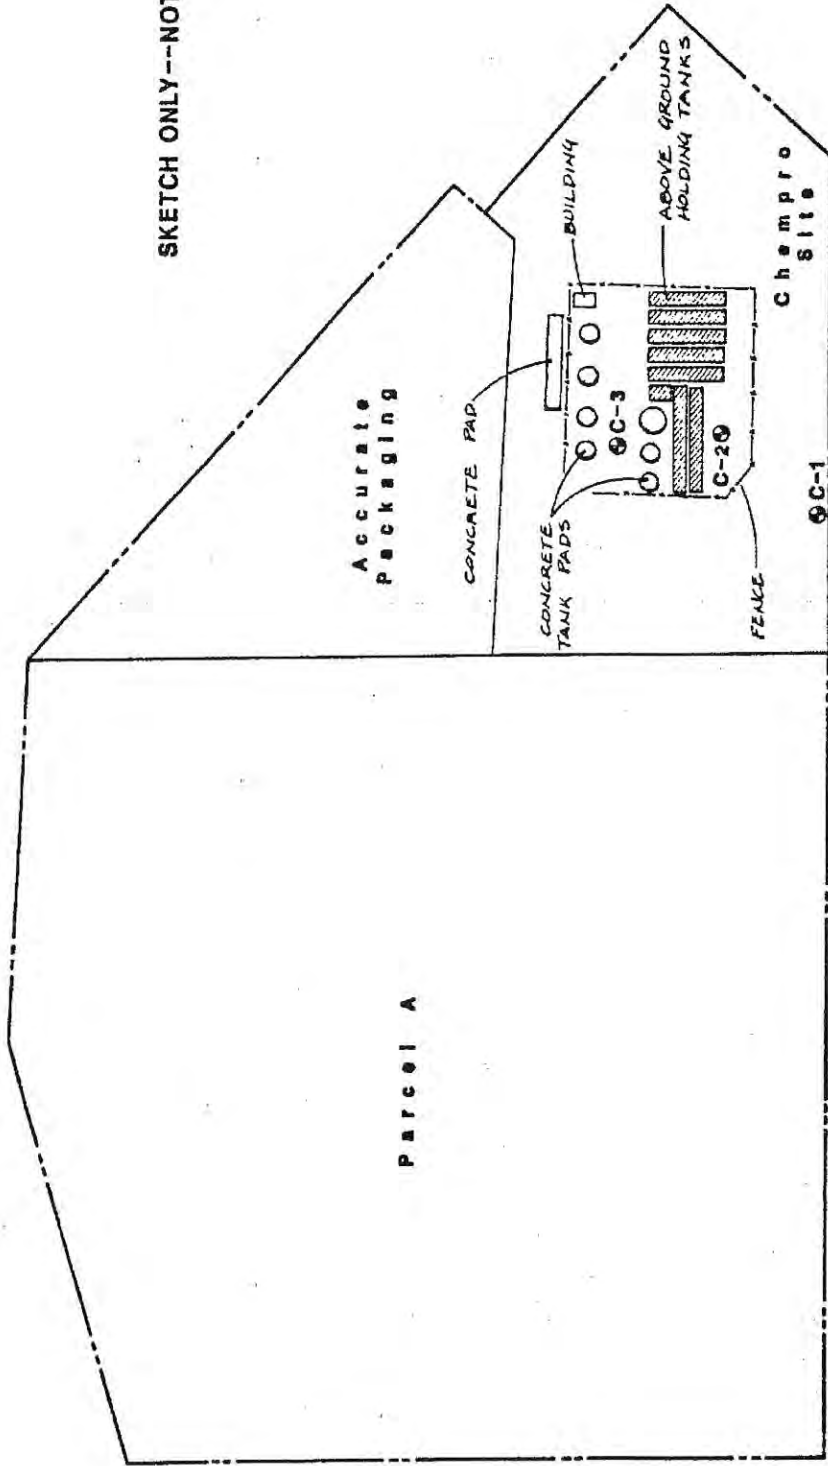 SKETCH ONLY--NOT
Accurate
Packaging
CONCRETE PAD
BUILDING
ABOVE GROUND
HOLDING TANKS
CONCRETE
TANK PADS
C-3
C-2
C-1
FENCE
Chempro
Site
Parcel A